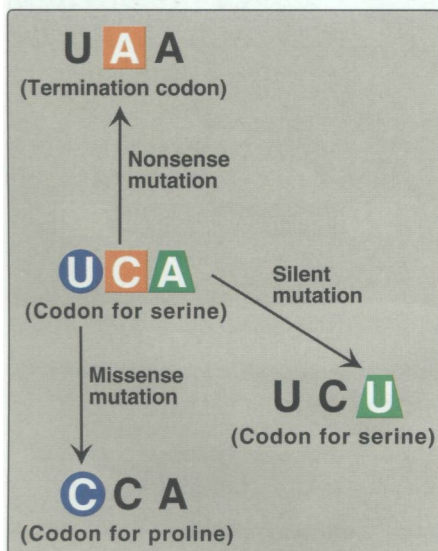 U A A
(Termination codon)
Nonsense
mutation
U C A
(Codon for serine)
Silent
mutation
Missense
mutation
U C U
(Codon for serine)
C C A
(Codon for proline)